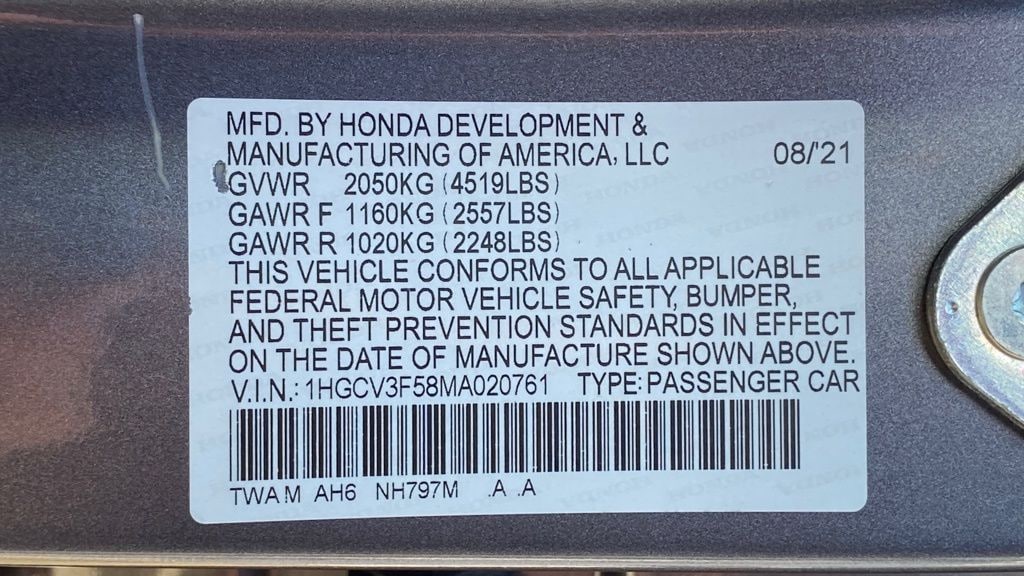 MFD. BY HONDA DEVELOPMENT &
MANUFACTURING OF AMERICA, LLC 08/'21
GVWR 2050KG (4519LBS)
GAWR F 1160KG (2557LBS)
GAWR R 1020KG (2248LBS)
THIS VEHICLE CONFORMS TO ALL APPLICABLE
FEDERAL MOTOR VEHICLE SAFETY, BUMPER,
AND THEFT PREVENTION STANDARDS IN EFFECT
ON THE DATE OF MANUFACTURE SHOWN ABOVE.
V.I.N.: 1HGCV3F58MA020761 TYPE: PASSENGER CAR
TWA M AH6 NH797M .A .A